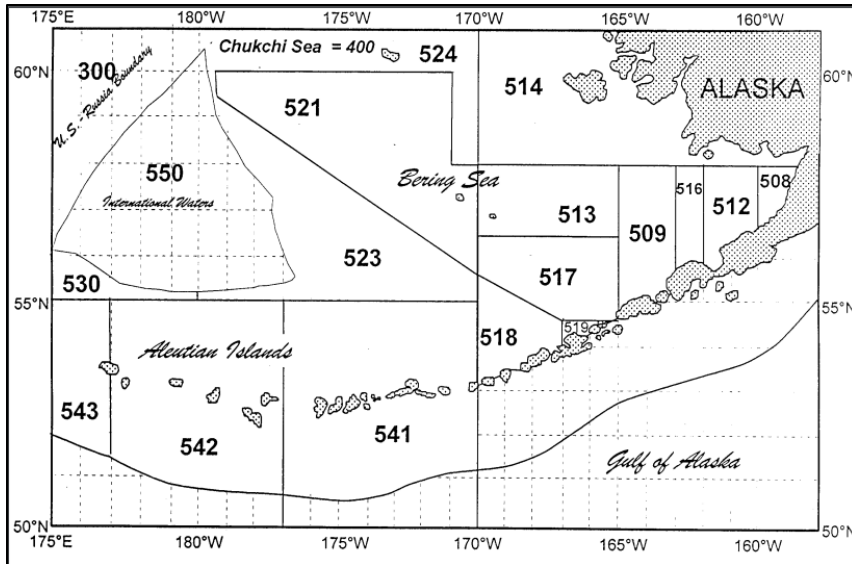 175°E 180°W 175°W 170°W 165°W 160°W
Chukchi Sea = 400
524
60°N
300
U.S.-Russia Boundary
60°N
521
514
ALASKA
550
International Waters
Bering Sea
516
508
513
512
509
523
517
530
55°N
55°N
519
518
Aleutian Islands
543
542
541
Gulf of Alaska
50°N
50°N
175°E 180°W 175°W 170°W 165°W 160°W